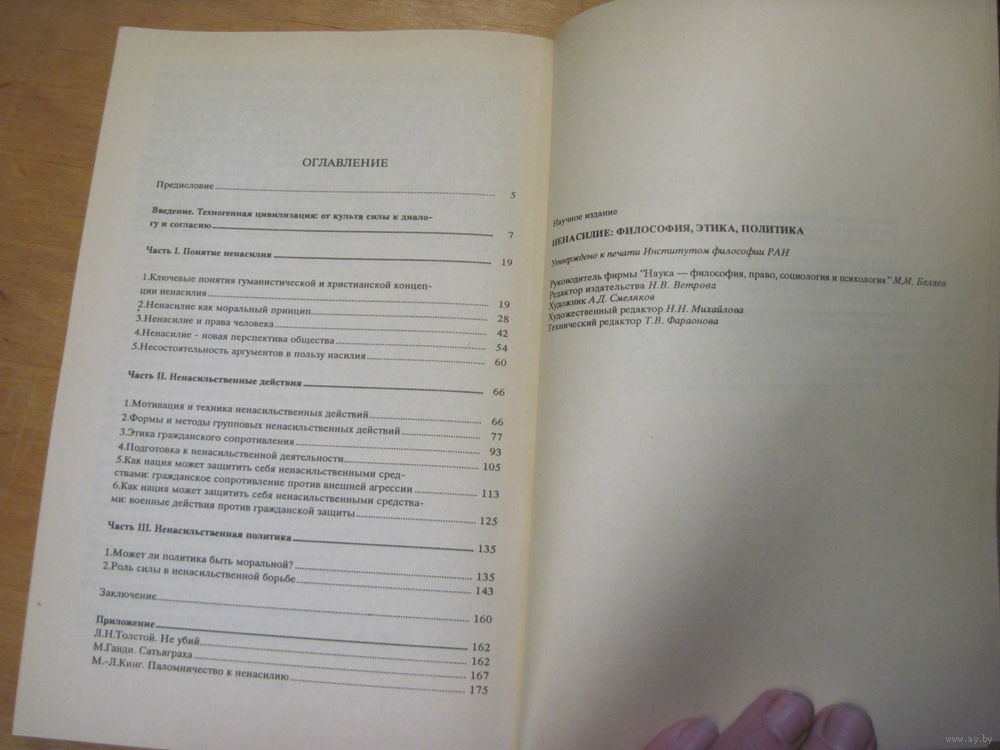 ОГЛАВЛЕНИЕ
Предисловие 5
Введение. Техногенная цивилизация: от культа силы к диало-
гу и согласию 7
Часть I. Понятие ненасилия 19
1.Ключевые понятия гуманистической и христианской концеп-
ции ненасилия 19
2.Ненасилие как моральный принцип 28
3.Ненасилие и права человека 42
4.Ненасилие - новая перспектива общества 54
5.Несостоятельность аргументов в пользу насилия 60
Часть II. Ненасильственные действия 66
1.Мотивация и техника ненасильственных действий 66
2.Формы и методы групповых ненасильственных действий 77
3.Этика гражданского сопротивления 93
4.Подготовка к ненасильственной деятельности 105
5.Как нация может защитить себя ненасильственными сред-
ствами: гражданское сопротивление против внешней агрессии 113
6.Как нация может защитить себя ненасильственными средства-
ми: военные действия против гражданской защиты 125
Часть III. Ненасильственная политика 135
1.Может ли политика быть моральной? 135
2.Роль силы в ненасильственной борьбе 143
Заключение 160
Приложение 162
Л.Н.Толстой. Не убий 162
М.Ганди. Сатьяграха 167
М.-Л.Кинг. Паломничество к ненасилию 175
Научное издание
НЕНАСИЛИЕ: ФИЛОСОФИЯ, ЭТИКА, ПОЛИТИКА
Утверждено к печати Институтом философии РАН
Руководитель фирмы "Наука — философия, право, социология и психология" М.М. Беляев
Редактор издательства Н.В. Ветрова
Художник А.Д. Смеляков
Художественный редактор Н.Н. Михайлова
Технический редактор Т.В. Фарафонова
www.ay.by